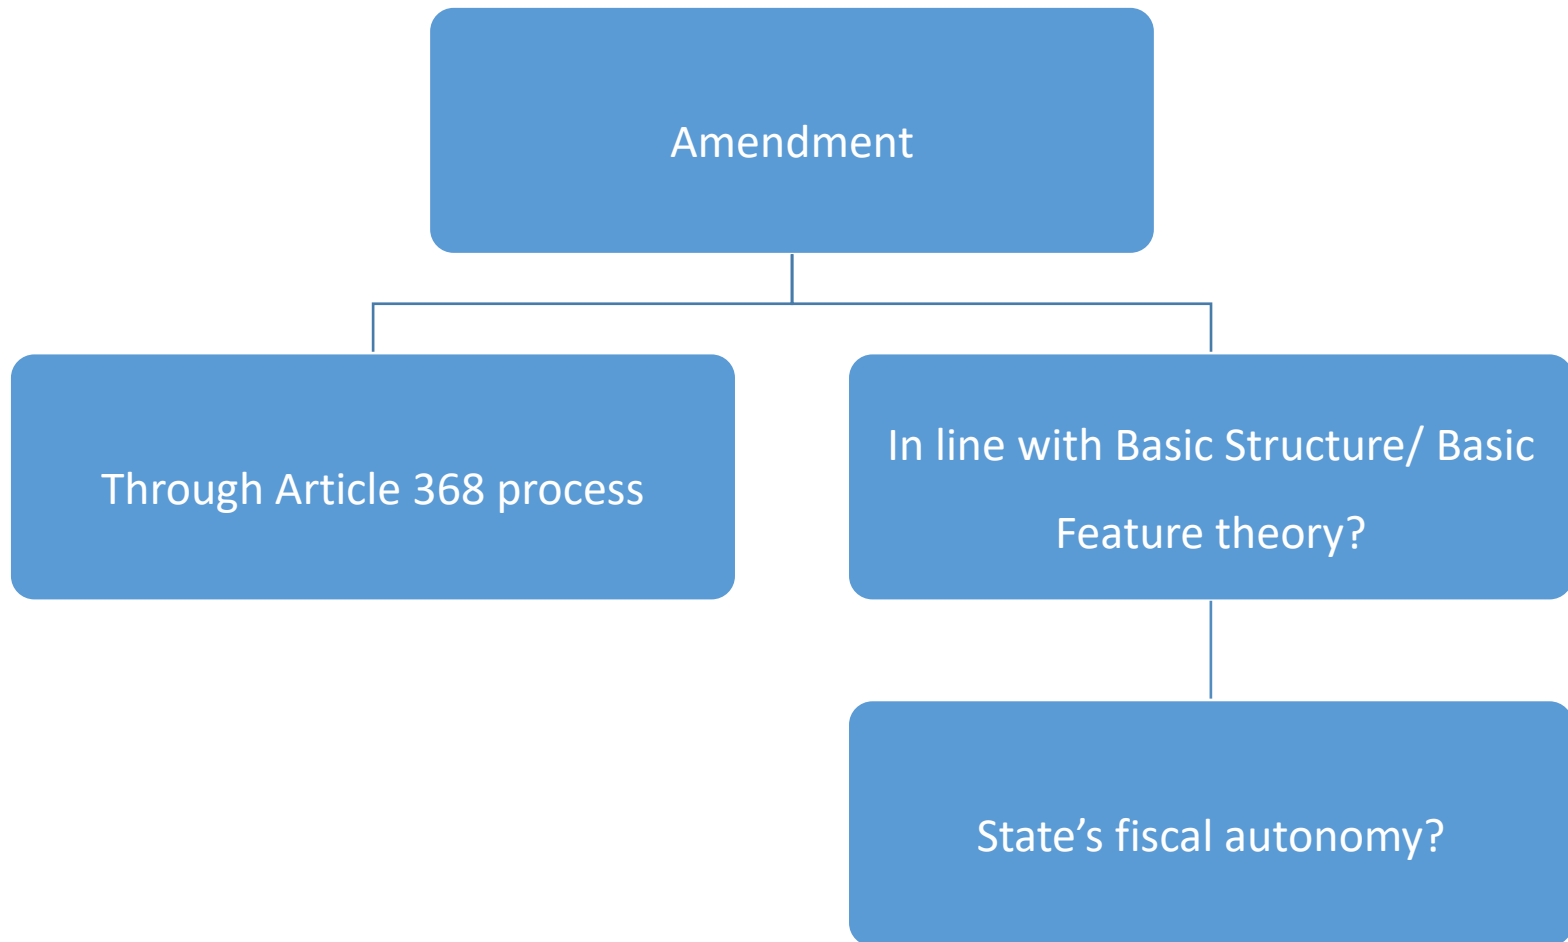 Amendment
Through Article 368 process
In line with Basic Structure/ Basic
Feature theory?
State’s fiscal autonomy?